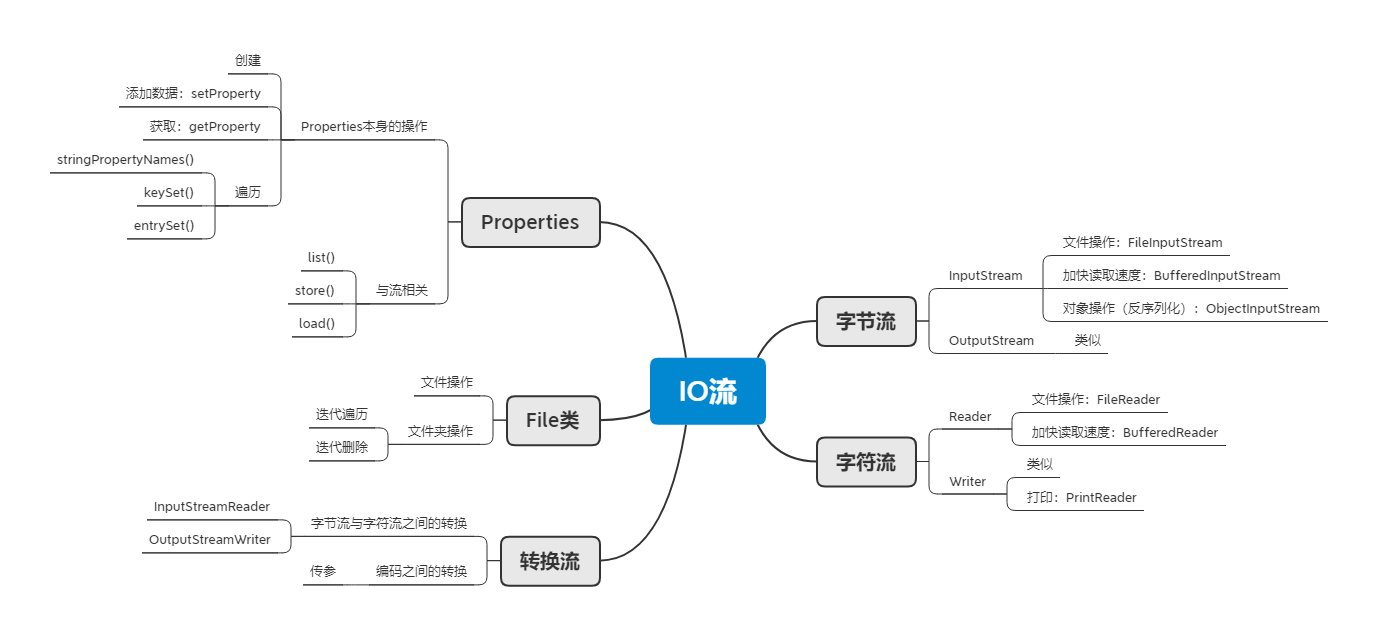 IO流
字节流
InputStream
文件操作：FileInputStream
加快读取速度：BufferedInputStream
对象操作（反序列化）：ObjectInputStream
OutputStream
类似
字符流
Reader
文件操作：FileReader
加快读取速度：BufferedReader
Writer
类似
打印：PrintReader
Properties
Properties本身的操作
创建
添加数据：setProperty
获取：getProperty
遍历
stringPropertyNames()
keySet()
entrySet()
与流相关
list()
store()
load()
File类
文件操作
文件夹操作
迭代遍历
迭代删除
转换流
字节流与字符流之间的转换
InputStreamReader
OutputStreamWriter
编码之间的转换
传参